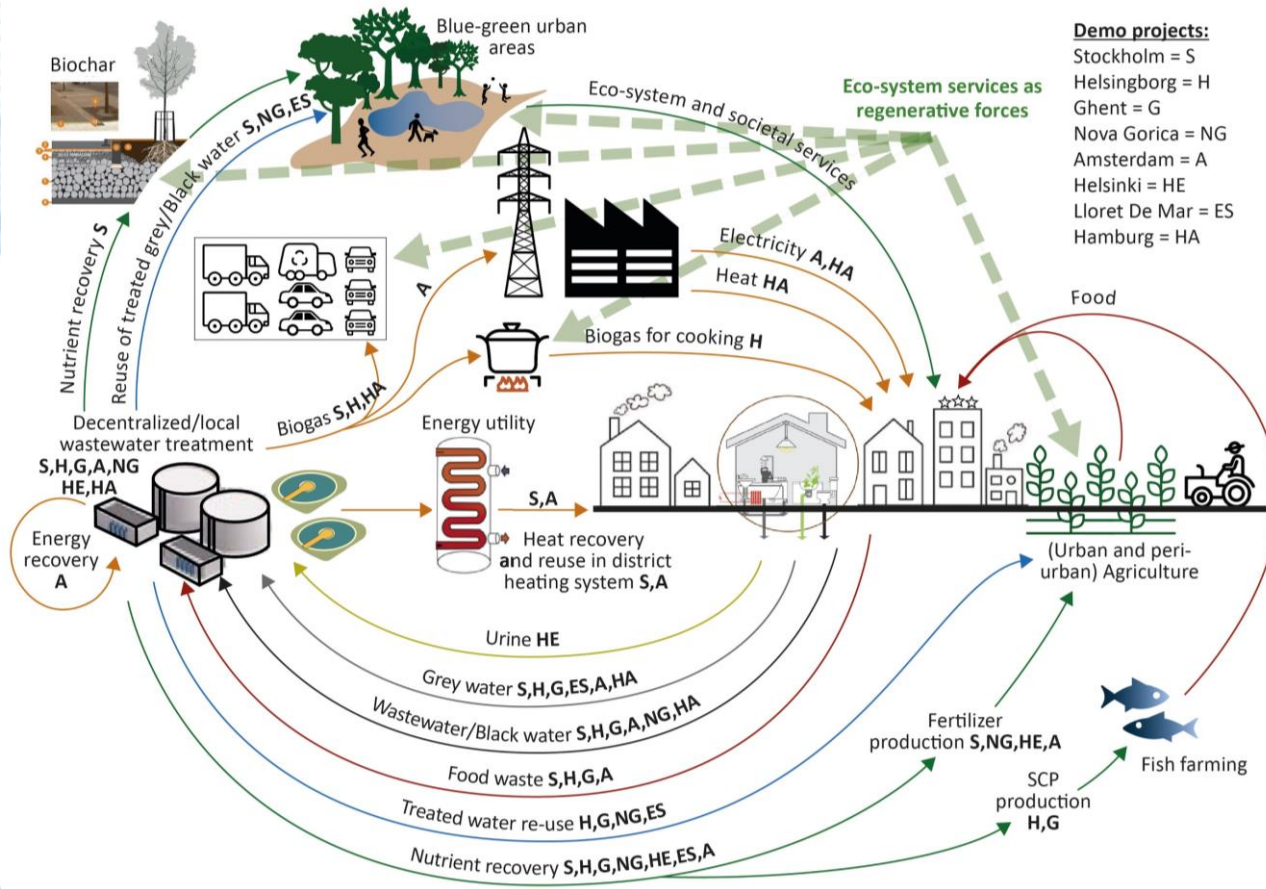 Biochar
Blue-green urban
areas
Demo projects:
Stockholm = S
Helsingborg = H
Ghent = G
Nova Gorica = NG
Amsterdam = A
Helsinki = HE
Lloret De Mar = ES
Hamburg = HA
Eco-system services as
regenerative forces
Eco-system and societal services
Nutrient recovery S
Reuse of treated grey/Black water S,NG,ES
A
Electricity A,HA
Heat HA
Biogas for cooking H
Food
Biogas S,H,HA
Decentralized/local
wastewater treatment
S,H,G,A,NG
HE,HA
Energy utility
S,A
Heat recovery
and reuse in district
heating system S,A
Energy
recovery
A
(Urban and peri-
urban) Agriculture
Urine HE
Grey water S,H,G,ES,A,HA
Wastewater/Black water S,H,G,A,NG,HA
Food waste S,H,G,A
Treated water re-use H,G,NG,ES
Nutrient recovery S,H,G,NG,HE,ES,A
Fertilizer
production S,NG,HE,A
SCP
production
H,G
Fish farming